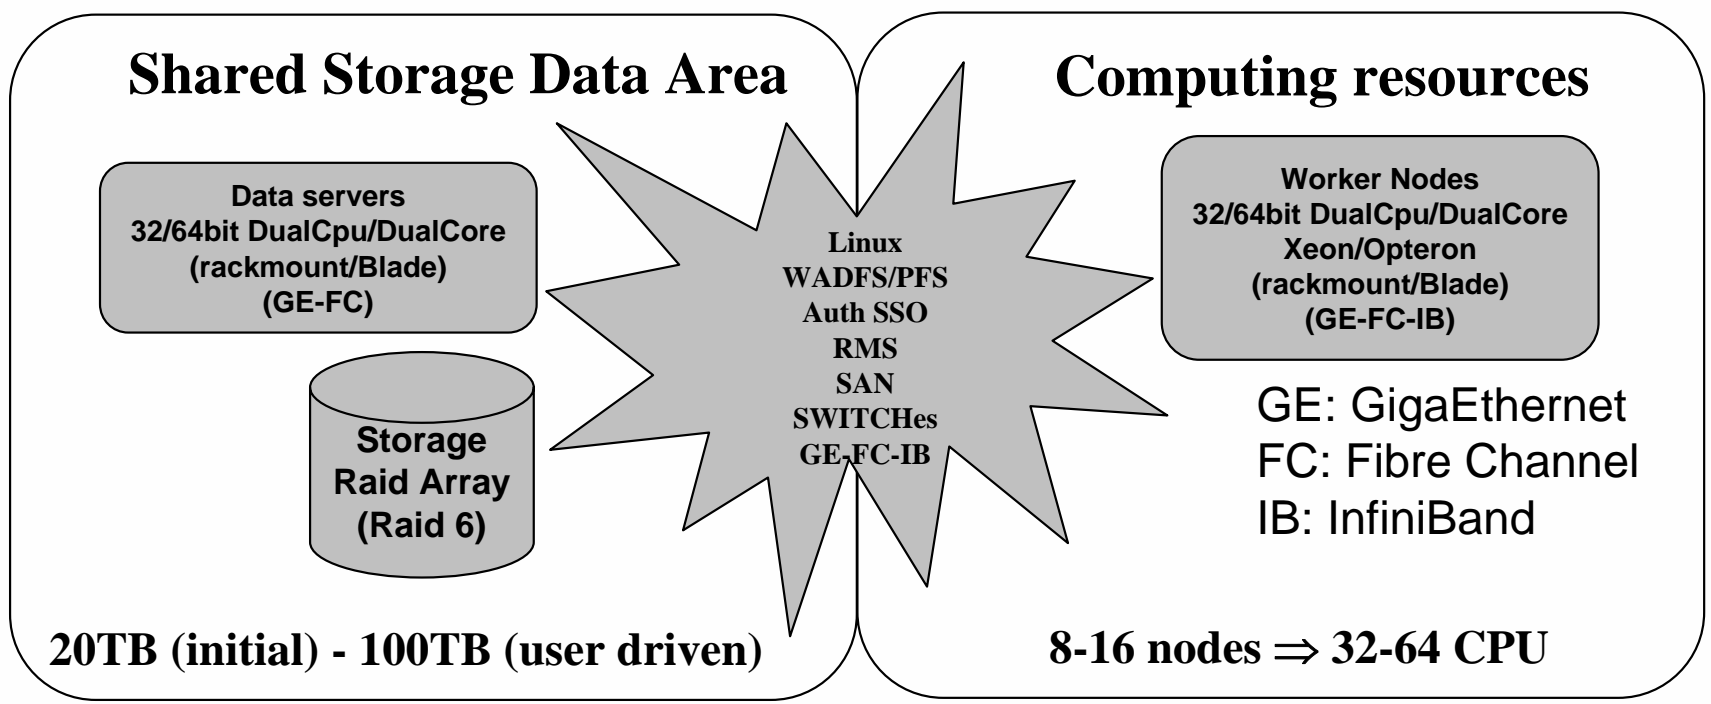 Shared Storage Data Area
Data servers
32/64bit DualCpu/DualCore
(rackmount/Blade)
(GE-FC)
Storage
Raid Array
(Raid 6)
20TB (initial) - 100TB (user driven)
Linux
WADFS/PFS
Auth SSO
RMS
SAN
SWITCHes
GE-FC-IB
Computing resources
Worker Nodes
32/64bit DualCpu/DualCore
Xeon/Opteron
(rackmount/Blade)
(GE-FC-IB)
GE: GigaEthernet
FC: Fibre Channel
IB: InfiniBand
8-16 nodes ⇒ 32-64 CPU